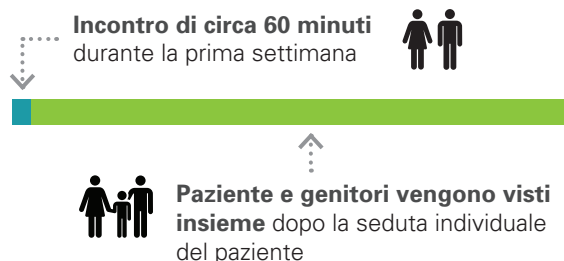 Incontro di circa 60 minuti
durante la prima settimana
Paziente e genitori vengono visti
insieme dopo la seduta individuale
del paziente